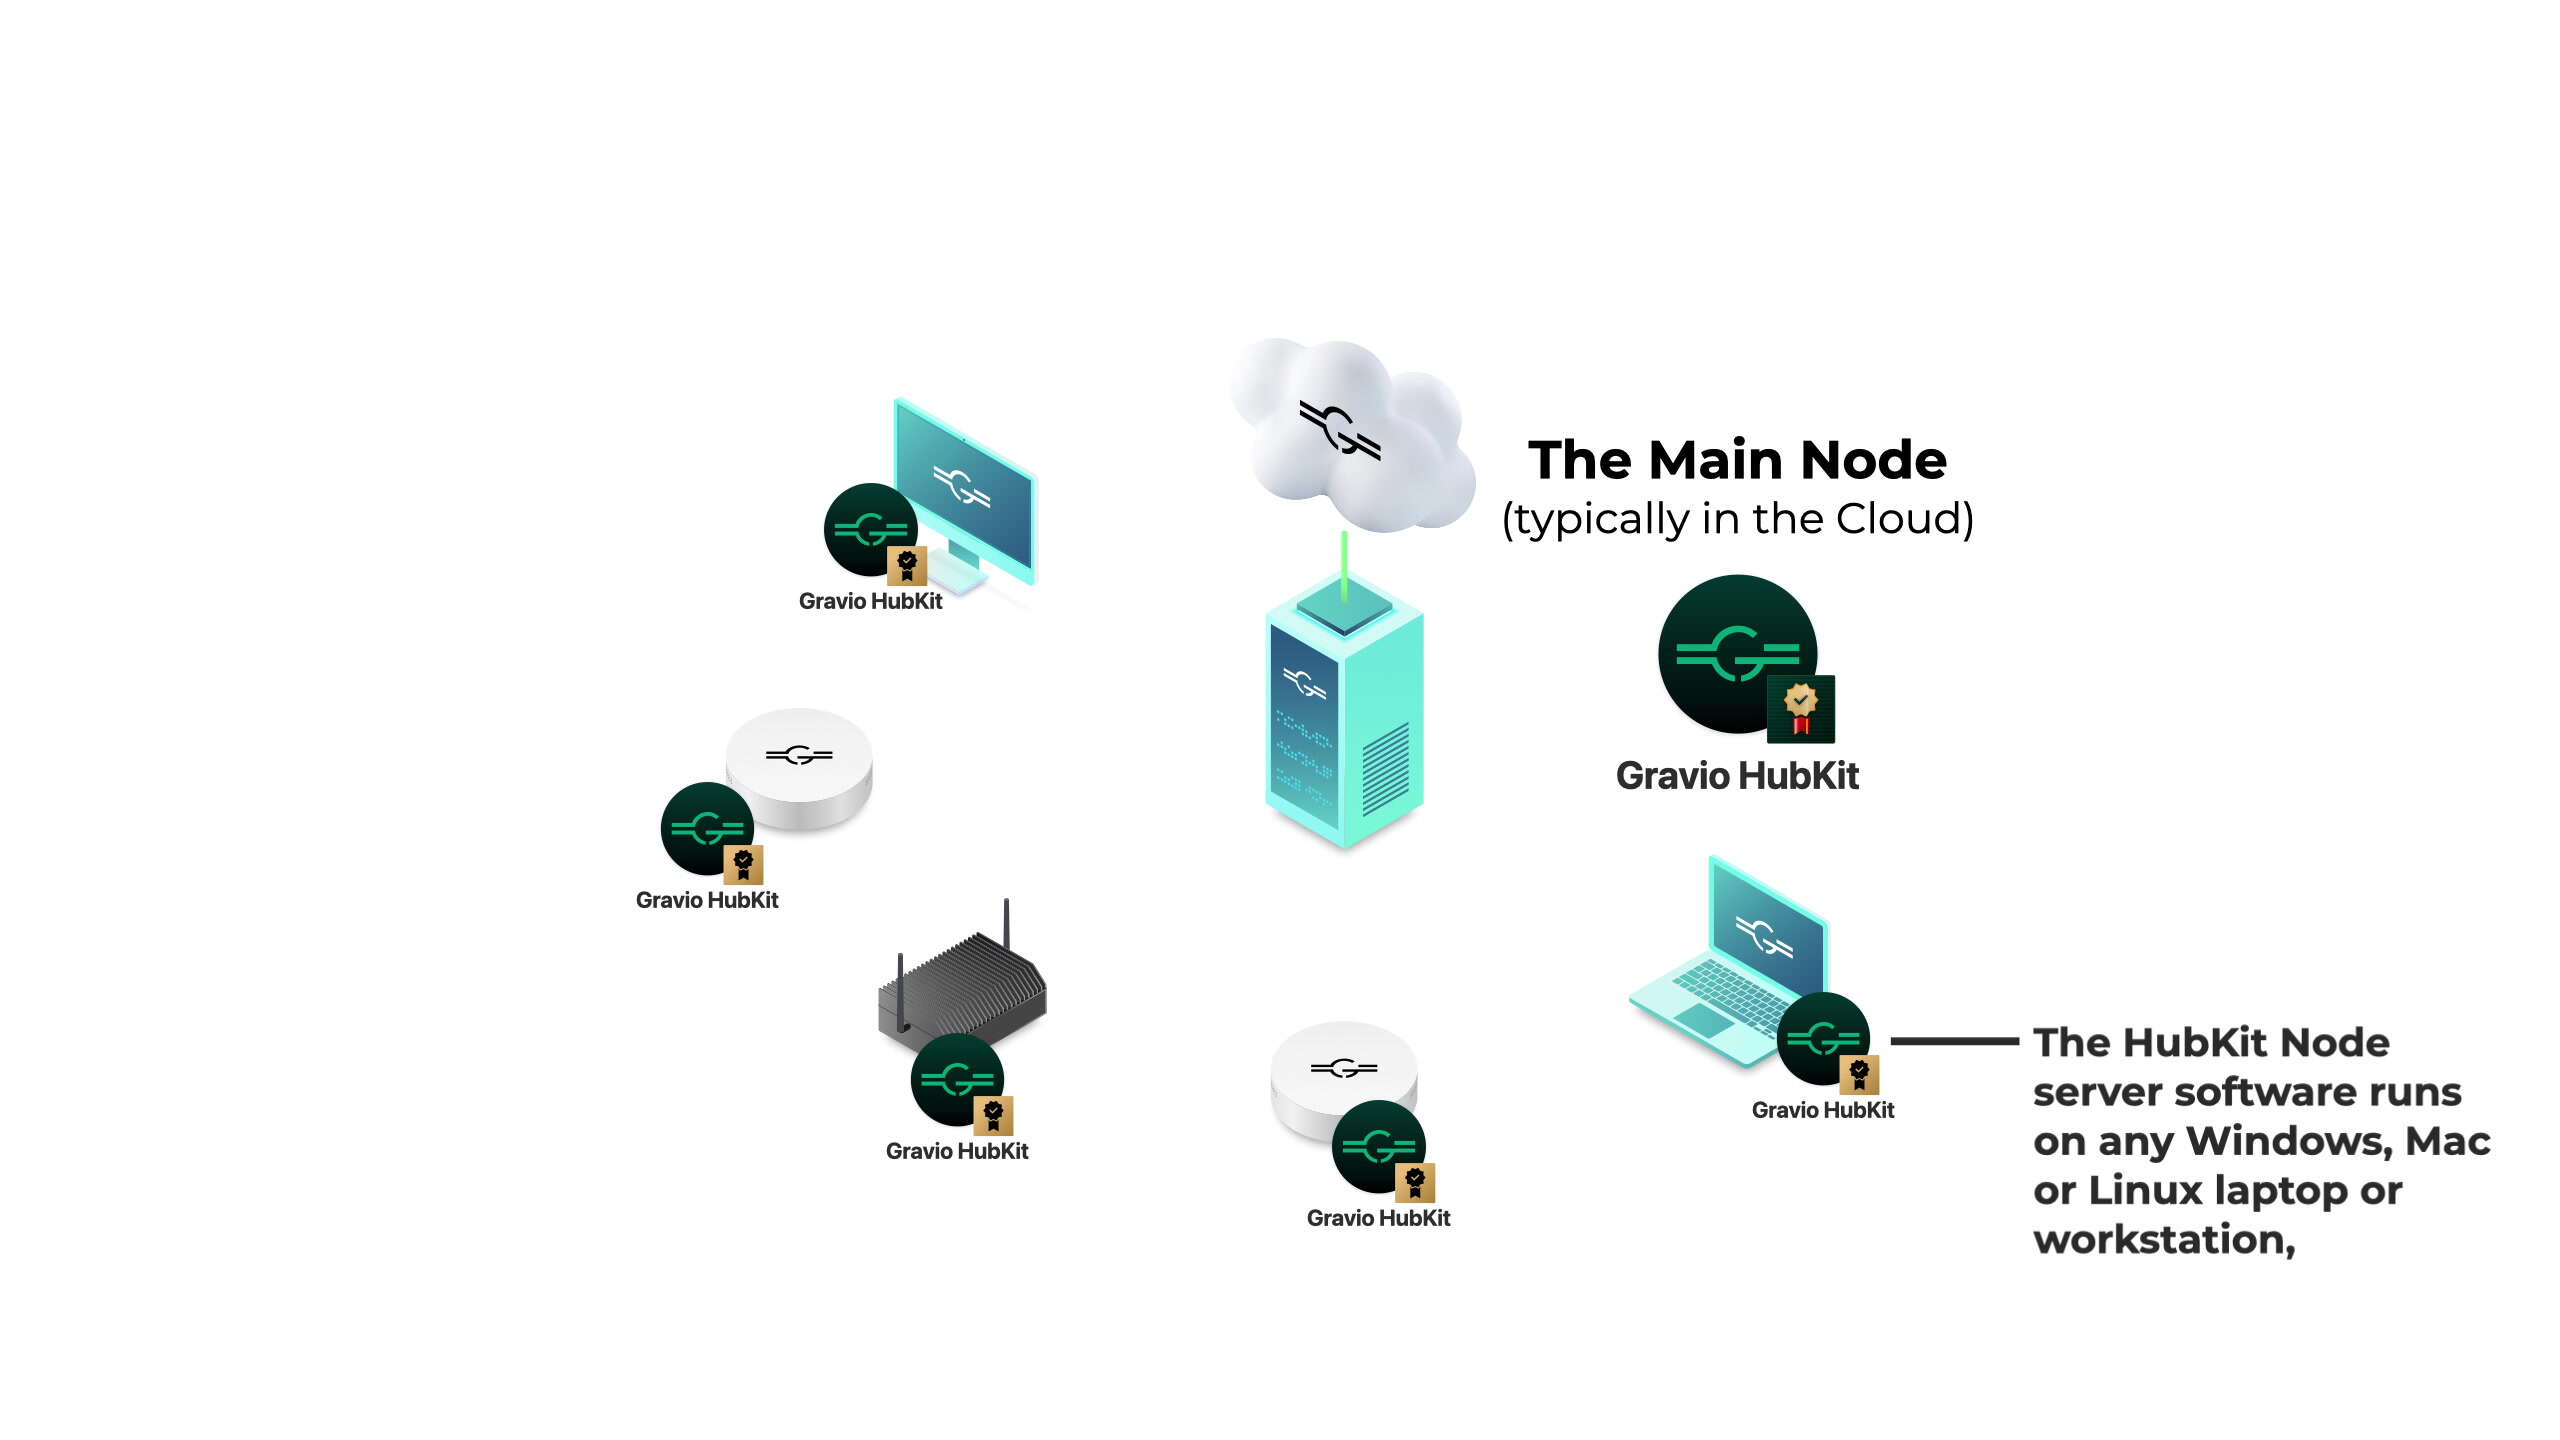 The Main Node
(typically in the Cloud)
Gravio HubKit
Gravio HubKit
Gravio HubKit
Gravio HubKit
Gravio HubKit
Gravio HubKit
The HubKit Node
server software runs
on any Windows, Mac
or Linux laptop or
workstation,